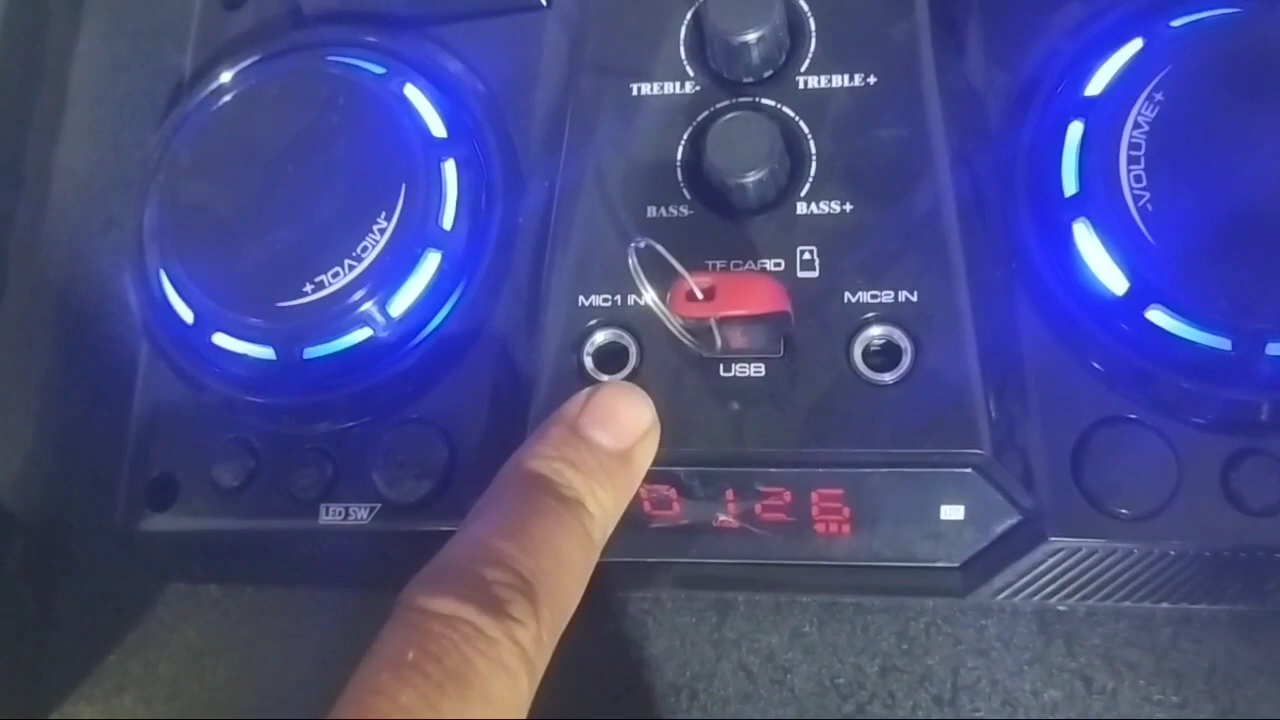 TREBLE- TREBLE+
-VOLUME+
BASS- BASS+
-MIC.VOL+
TF CARD
MIC1 IN
MIC2 IN
USB
LED SW
0126